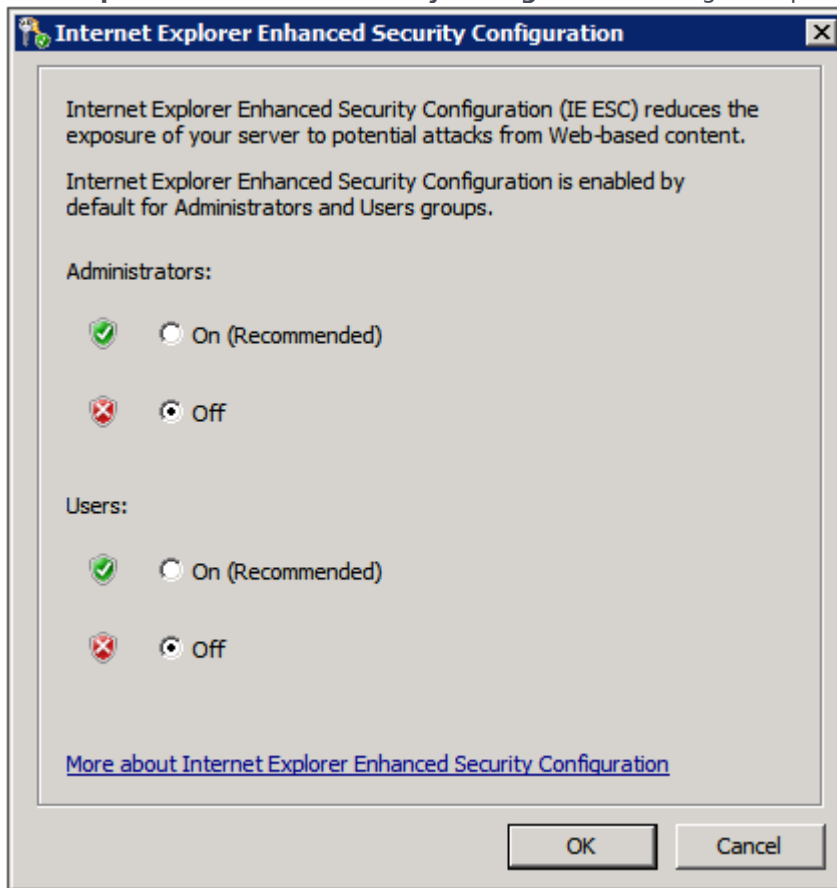 Internet Explorer Enhanced Security Configuration
Internet Explorer Enhanced Security Configuration (IE ESC) reduces the
exposure of your server to potential attacks from Web-based content.
Internet Explorer Enhanced Security Configuration is enabled by
default for Administrators and Users groups.
Administrators:
On (Recommended)
Off
Users:
On (Recommended)
Off
More about Internet Explorer Enhanced Security Configuration
OK
Cancel